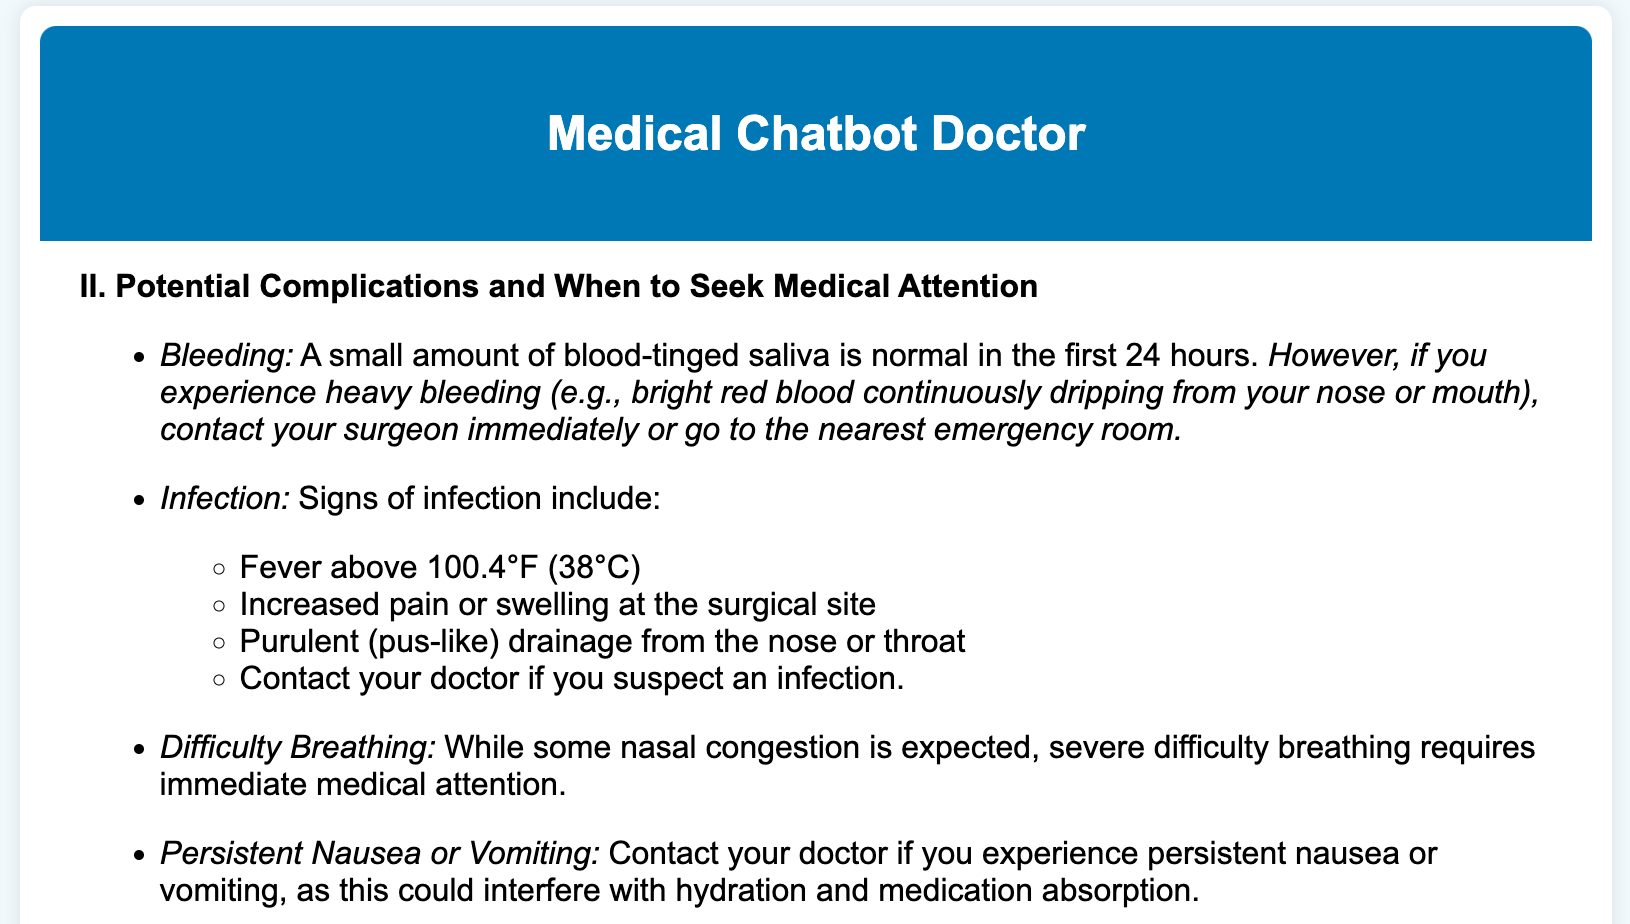 Medical Chatbot Doctor
II. Potential Complications and When to Seek Medical Attention
• Bleeding: A small amount of blood-tinged saliva is normal in the first 24 hours. However, if you
experience heavy bleeding (e.g., bright red blood continuously dripping from your nose or mouth),
contact your surgeon immediately or go to the nearest emergency room.
• Infection: Signs of infection include:
◦ Fever above 100.4°F (38°C)
◦ Increased pain or swelling at the surgical site
◦ Purulent (pus-like) drainage from the nose or throat
◦ Contact your doctor if you suspect an infection.
• Difficulty Breathing: While some nasal congestion is expected, severe difficulty breathing requires
immediate medical attention.
• Persistent Nausea or Vomiting: Contact your doctor if you experience persistent nausea or
vomiting, as this could interfere with hydration and medication absorption.